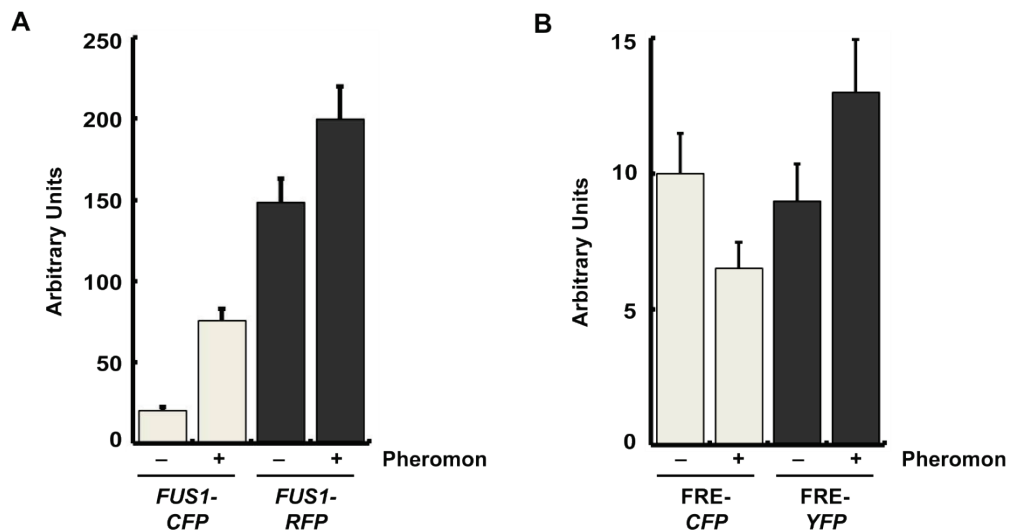 A
250
200
150
100
50
0
Arbitrary Units
– + – + Pheromon
FUS1- FUS1-
CFP RFP
B
15
10
5
0
Arbitrary Units
– + – + Pheromon
FRE- FRE-
CFP YFP